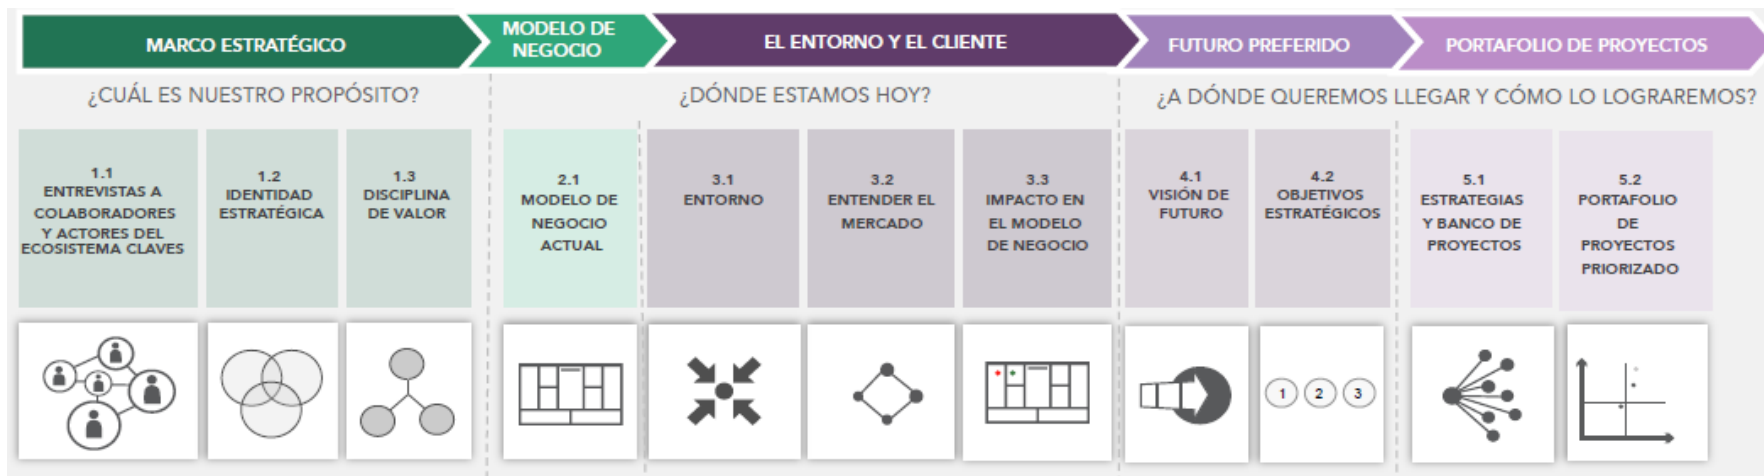 MARCO ESTRATÉGICO
MODELO DE
NEGOCIO
EL ENTORNO Y EL CLIENTE
FUTURO PREFERIDO
PORTAFOLIO DE PROYECTOS
¿CUÁL ES NUESTRO PROPÓSITO?
¿DÓNDE ESTAMOS HOY?
¿A DÓNDE QUEREMOS LLEGAR Y CÓMO LO LOGRAREMOS?
1.1
ENTREVISTAS A
COLABORADORES
Y ACTORES DEL
ECOSISTEMA CLAVES
1.2
IDENTIDAD
ESTRATÉGICA
1.3
DISCIPLINA
DE VALOR
2.1
MODELO DE
NEGOCIO
ACTUAL
3.1
ENTORNO
3.2
ENTENDER EL
MERCADO
3.3
IMPACTO EN
EL MODELO
DE NEGOCIO
4.1
VISIÓN DE
FUTURO
4.2
OBJETIVOS
ESTRATÉGICOS
5.1
ESTRATEGIAS
Y BANCO DE
PROYECTOS
5.2
PORTAFOLIO
DE
PROYECTOS
PRIORIZADO
1 2 3